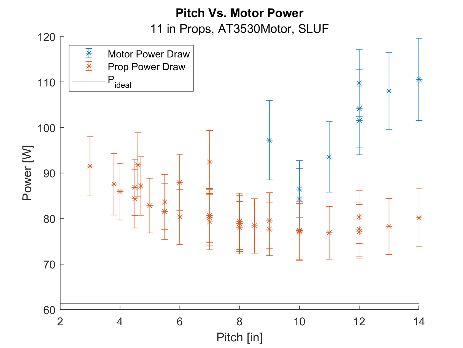 Pitch Vs. Motor Power
11 in Props, AT3530Motor, SLUF
Motor Power Draw
Prop Power Draw
P_ideal
Power [W]
120
110
100
90
80
70
60
2 4 6 8 10 12 14
Pitch [in]